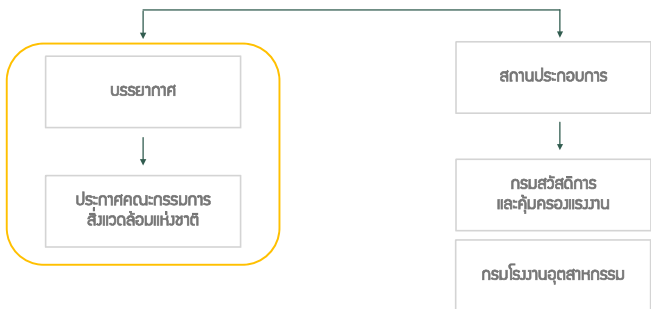 บรรยากาศ
ประกาศคณะกรรมการ
สิ่งแวดล้อมแห่งชาติ
สถานประกอบการ
กรมสวัสดิการ
และคุ้มครองแรงงาน
กรมโรงงานอุตสาหกรรม